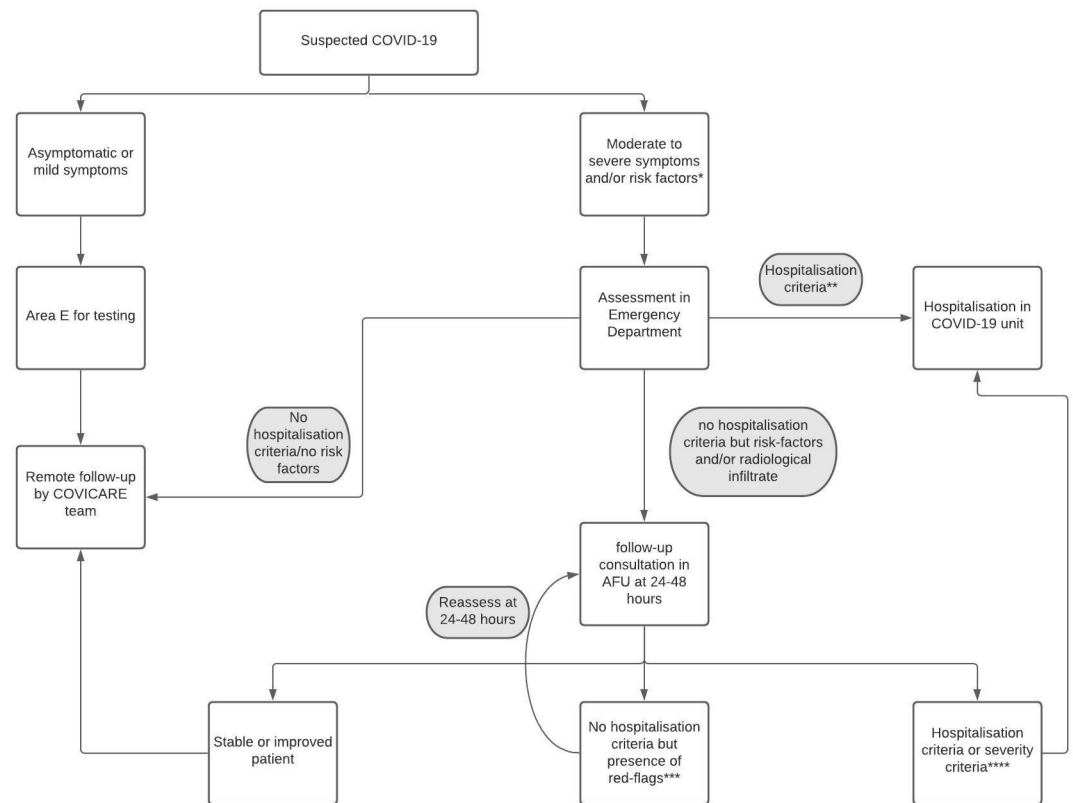 Suspected COVID-19
Asymptomatic or
mild symptoms
Moderate to
severe symptoms
and/or risk factors*
Area E for testing
Assessment in
Emergency
Department
Hospitalisation
criteria**
Hospitalisation in
COVID-19 unit
No
hospitalisation
criteria/no risk
factors
no hospitalisation
criteria but risk-factors
and/or radiological
infiltrate
Remote follow-up
by COVICARE
team
follow-up
consultation in
AFU at 24-48
hours
Reassess at
24-48 hours
Stable or improved
patient
No hospitalisation
criteria but
presence of
red-flags***
Hospitalisation
criteria or severity
criteria****